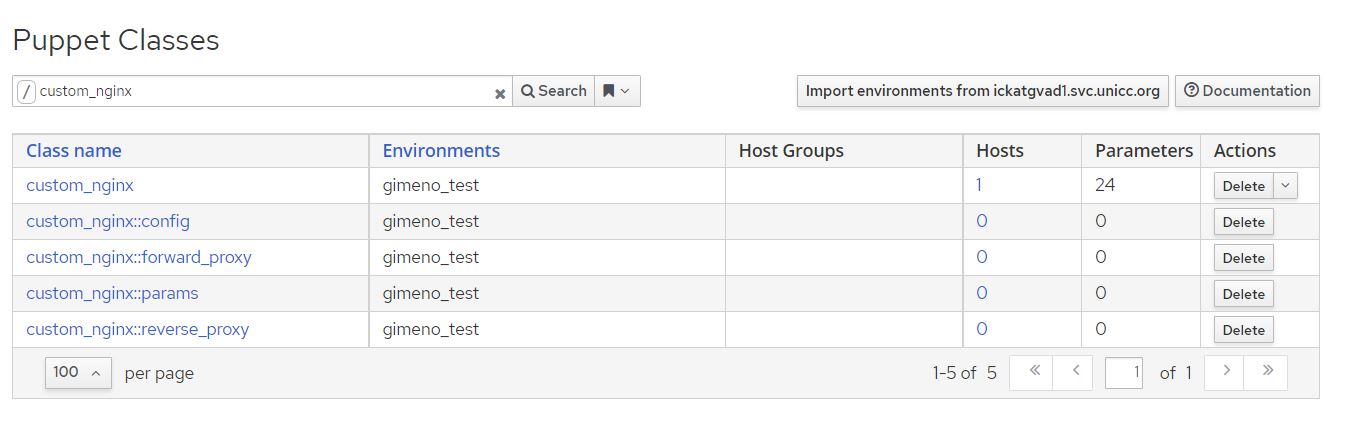 Puppet Classes
/ custom_nginx × Search Import environments from ickatgvad1.svc.unicc.org Documentation
Class name Environments Host Groups Hosts Parameters Actions
custom_nginx gimeno_test 1 24 Delete
custom_nginx::config gimeno_test 0 0 Delete
custom_nginx::forward_proxy gimeno_test 0 0 Delete
custom_nginx::params gimeno_test 0 0 Delete
custom_nginx::reverse_proxy gimeno_test 0 0 Delete
100 per page 1-5 of 5 « ‹ 1 of 1 › »